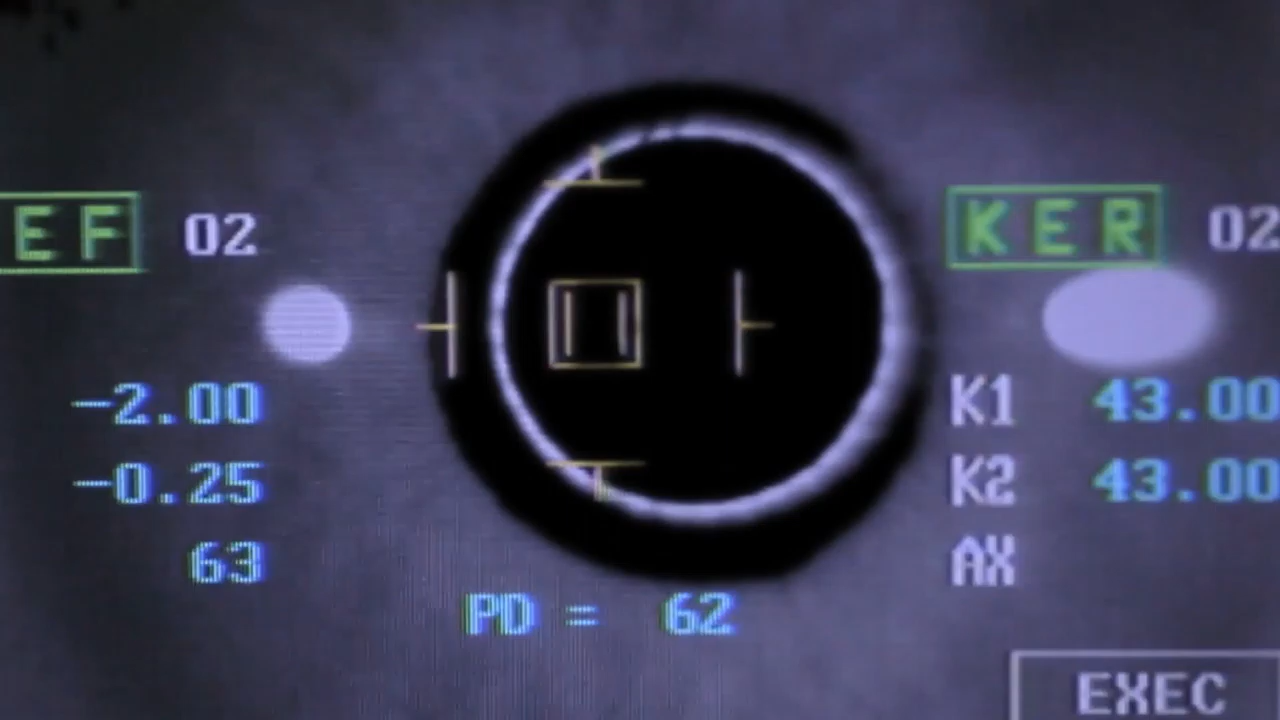 EF 02 KER 02
-2.00 K1 43.00
-0.25 K2 43.00
63 AX
PD = 62
EXEC